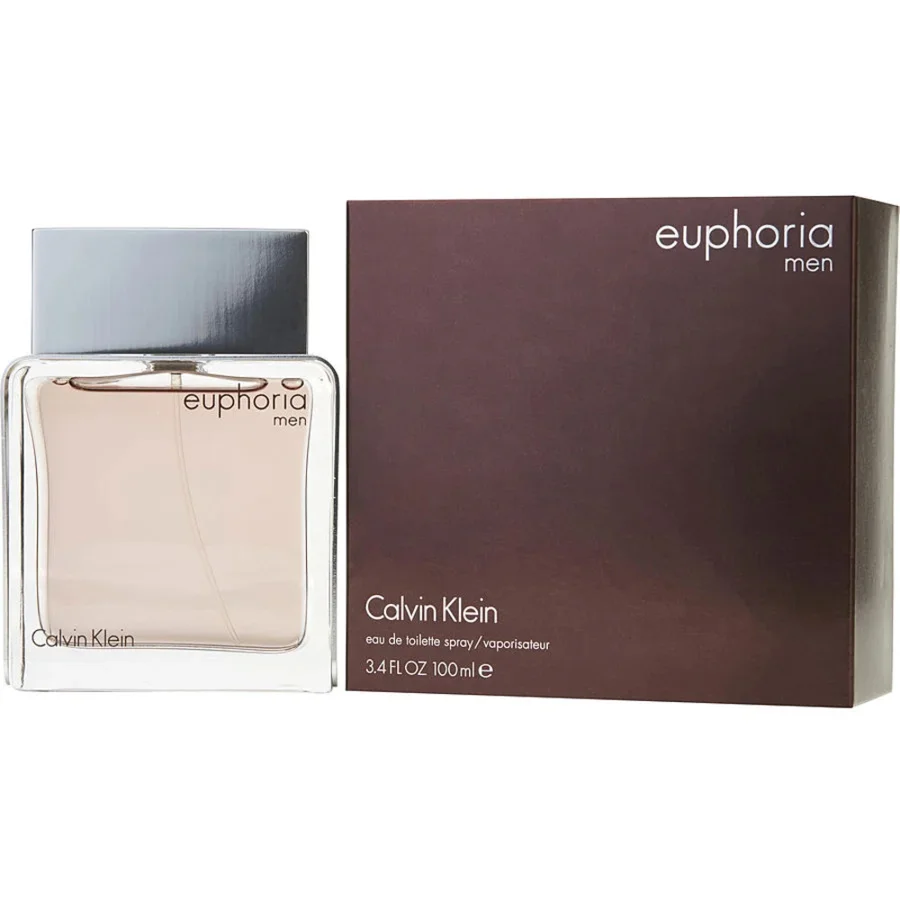 euphoria
men
Calvin Klein
euphoria
men
Calvin Klein
eau de toilette spray/vaporisateur
3.4 FL OZ 100 ml ℮